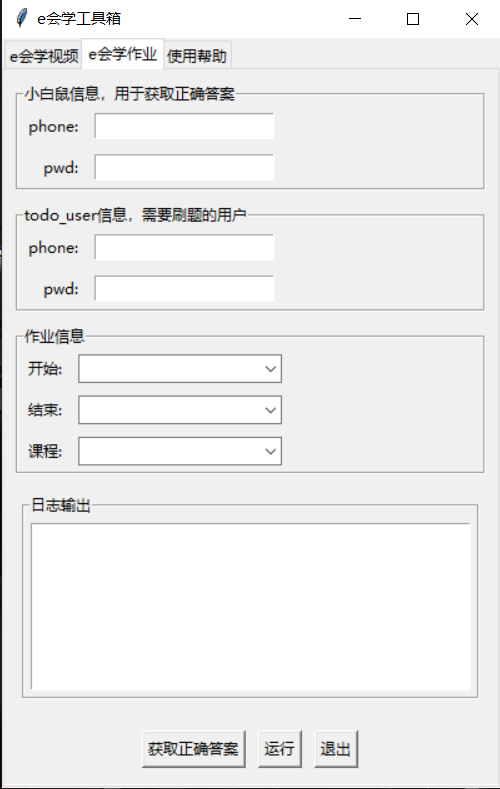 e会学工具箱
e会学视频 e会学作业 使用帮助
小白鼠信息，用于获取正确答案
phone:
pwd:
todo_user信息，需要刷题的用户
phone:
pwd:
作业信息
开始:
结束:
课程:
日志输出
获取正确答案 运行 退出